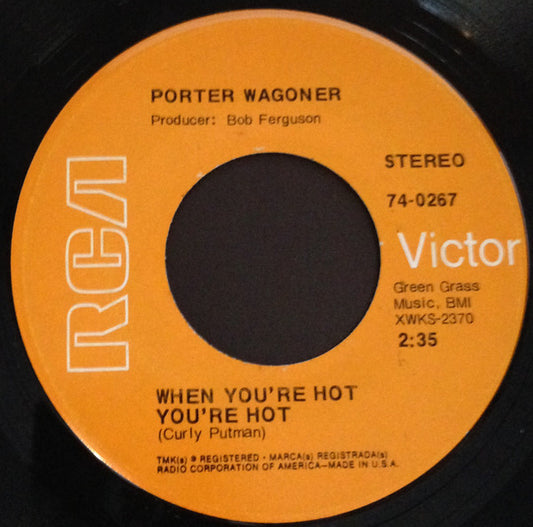 PORTER WAGONER
Producer: Bob Ferguson
RCA
STEREO
74-0267
Victor
Green Grass
Music, BMI
XWKS-2370
2:35
WHEN YOU'RE HOT
YOU'RE HOT
(Curly Putman)
TMK(s) ® REGISTERED • MARCA(s) REGISTRADA(s)
RADIO CORPORATION OF AMERICA—MADE IN U.S.A.